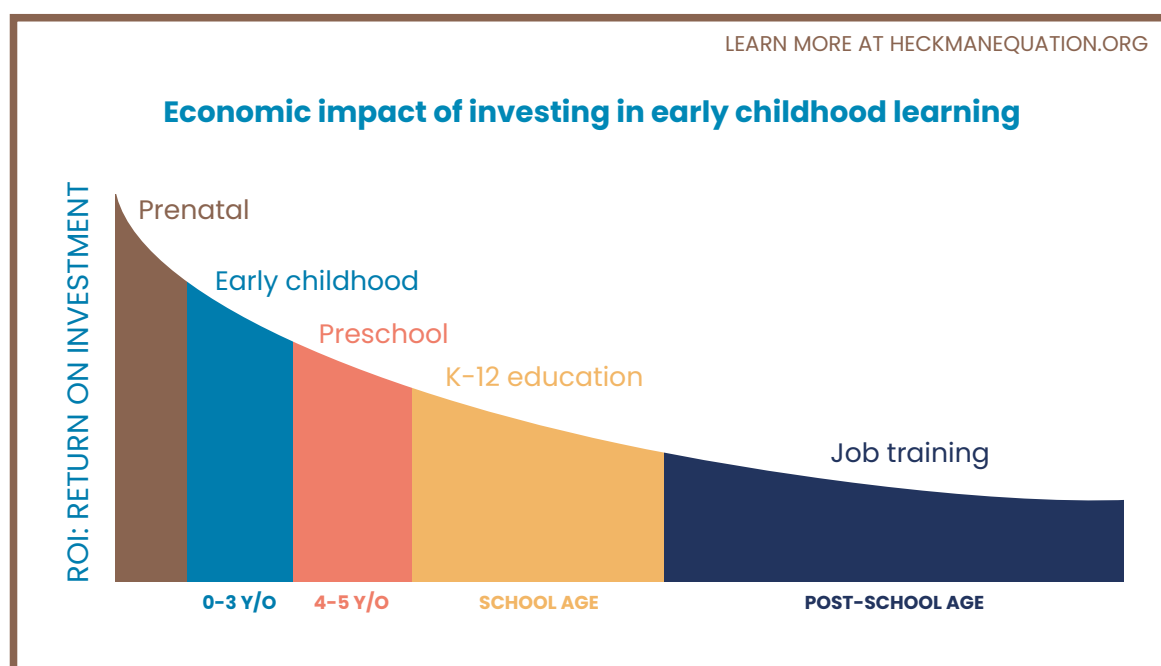 LEARN MORE AT HECKMANEQUATION.ORG
Economic impact of investing in early childhood learning
ROI: RETURN ON INVESTMENT
Prenatal
Early childhood
Preschool
K-12 education
Job training
0-3 Y/O
4-5 Y/O
SCHOOL AGE
POST-SCHOOL AGE